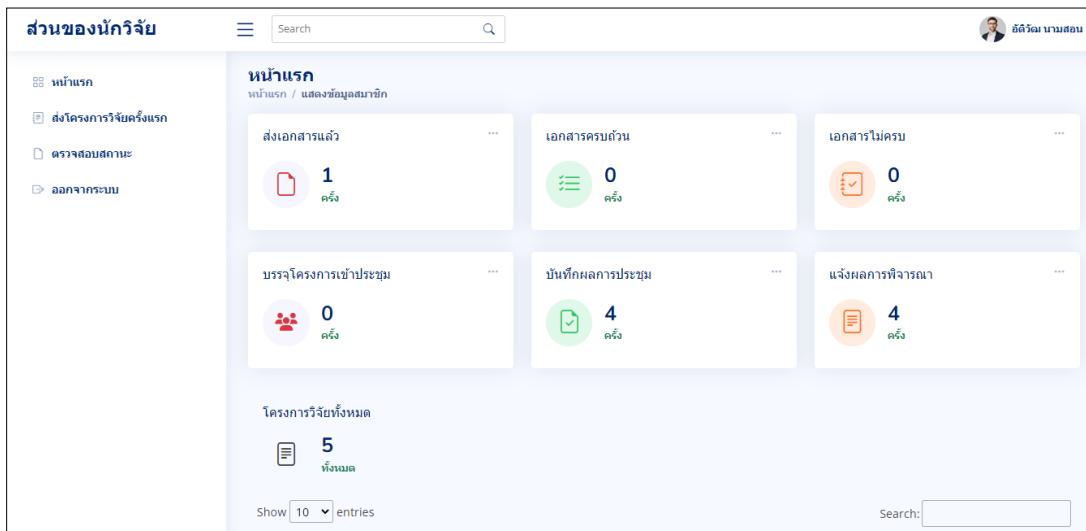 ส่วนของนักวิจัย
Search
อัติวัฒ นามสอน
หน้าแรก
ส่งโครงการวิจัยครั้งแรก
ตรวจสอบสถานะ
ออกจากระบบ
หน้าแรก
หน้าแรก / แสดงข้อมูลสมาชิก
ส่งเอกสารแล้ว
1
ครั้ง
เอกสารครบถ้วน
0
ครั้ง
เอกสารไม่ครบ
0
ครั้ง
บรรจุโครงการเข้าประชุม
0
ครั้ง
บันทึกผลการประชุม
4
ครั้ง
แจ้งผลการพิจารณา
4
ครั้ง
โครงการวิจัยทั้งหมด
5
ทั้งหมด
Show 10 entries
Search: